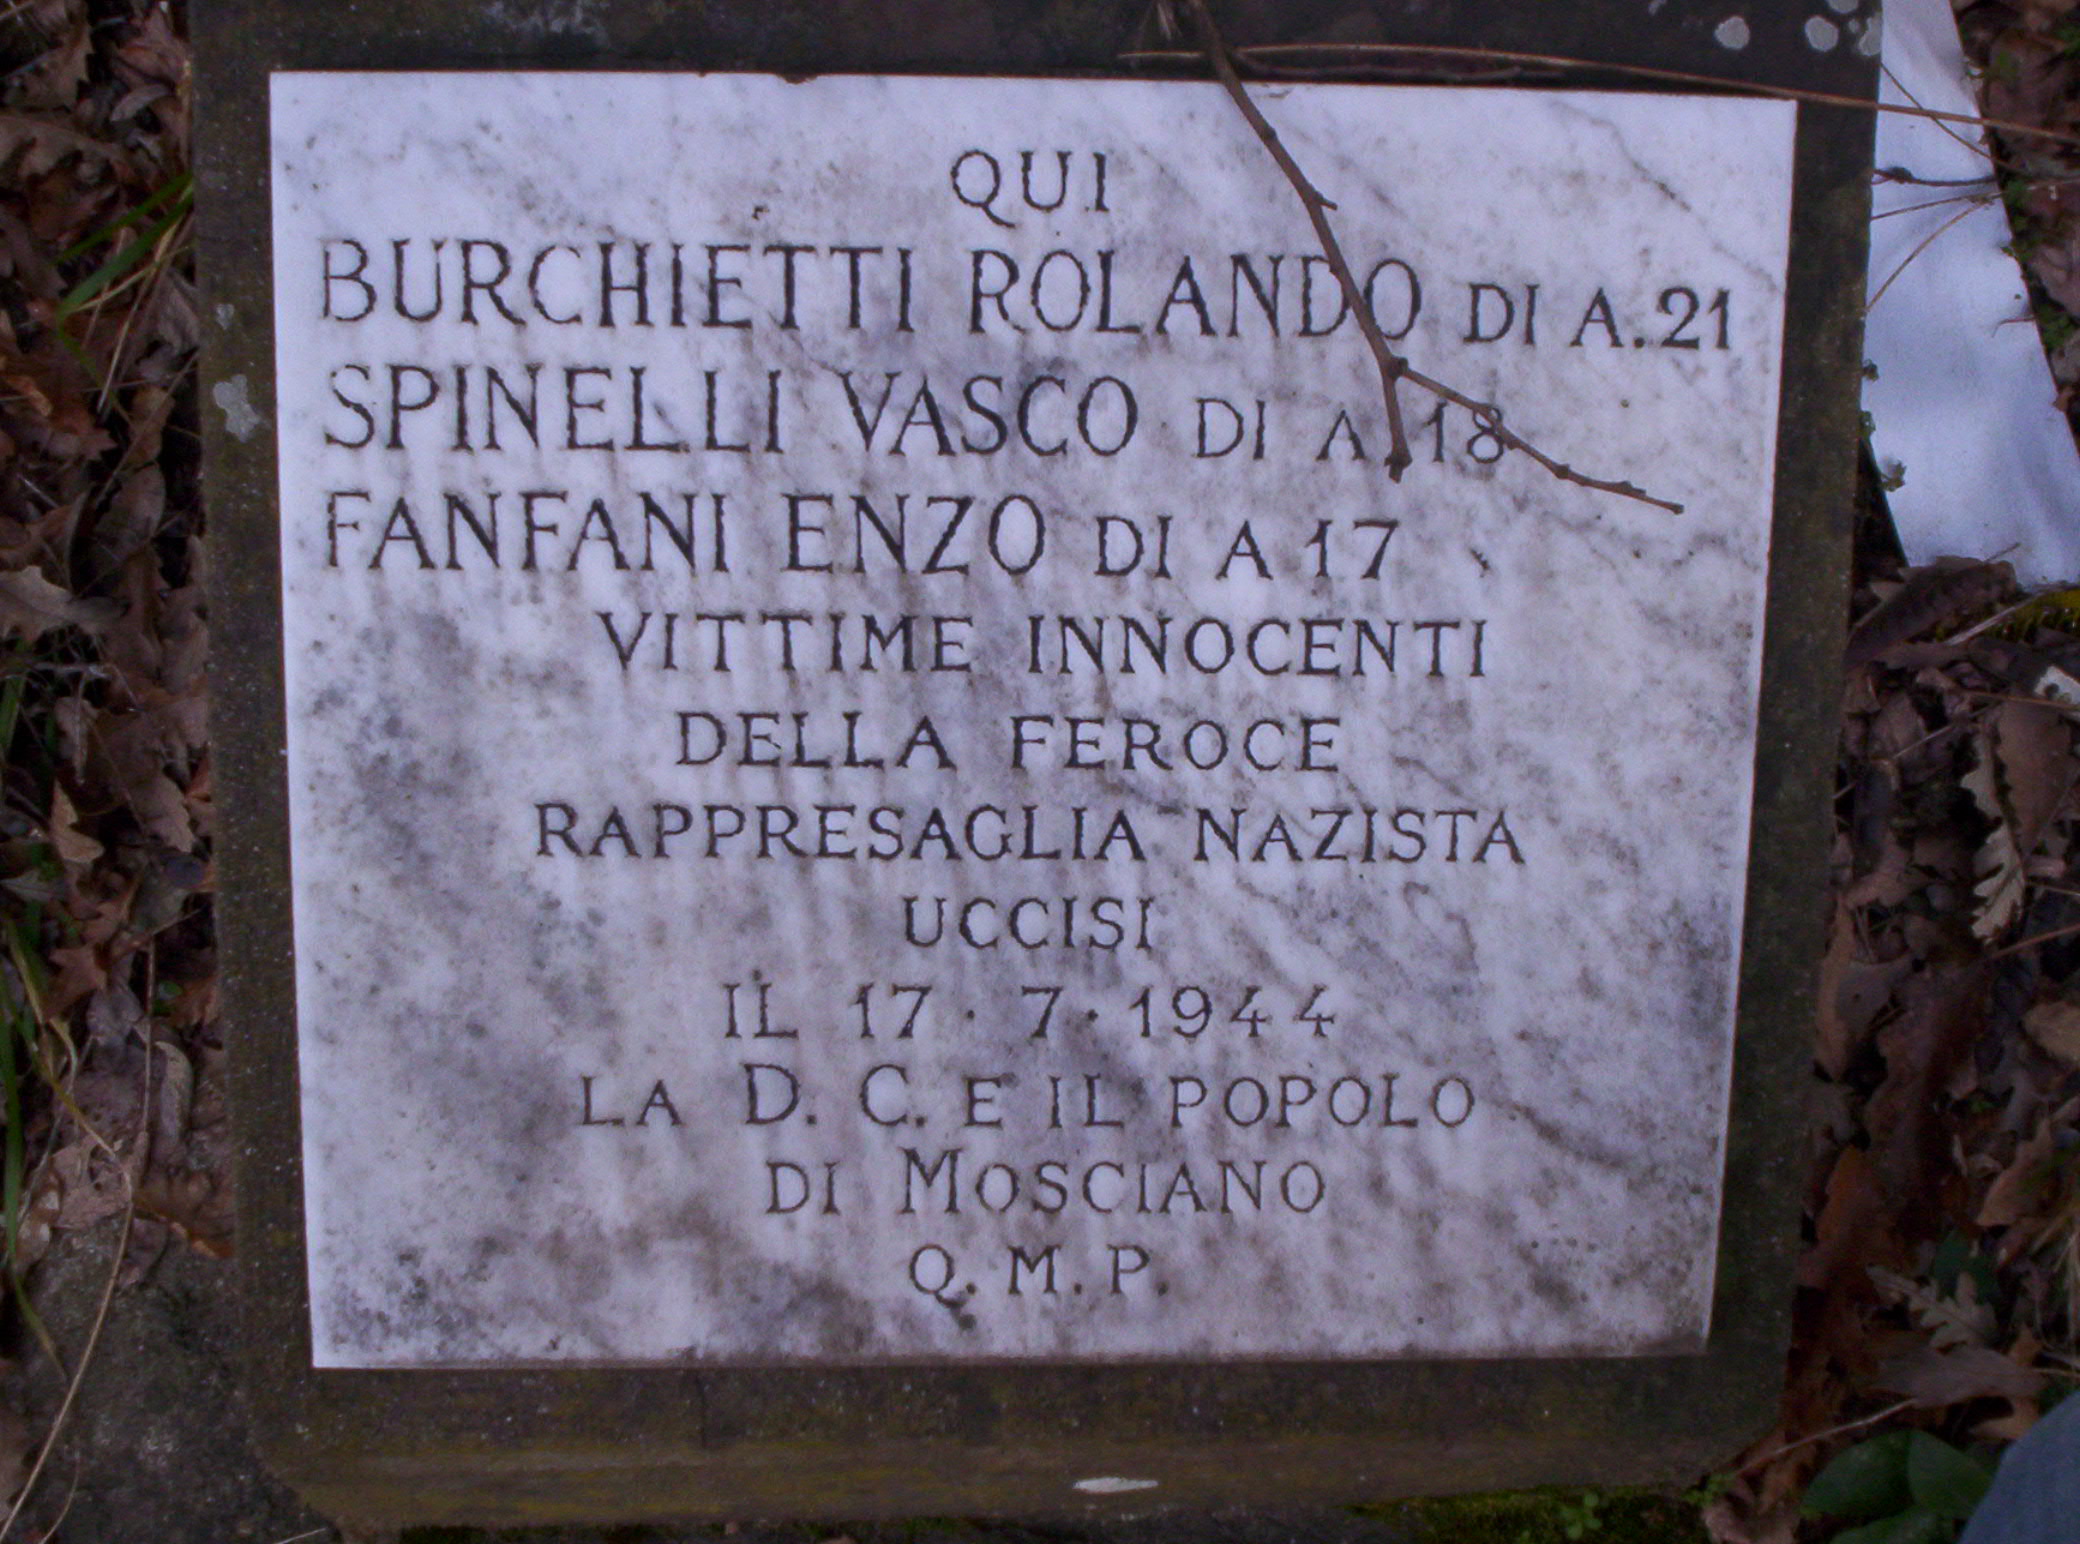 QUI
BURCHIETTI ROLANDO DI A. 21
SPINELLI VASCO DI A. 18
FANFANI ENZO DI A 17
VITTIME INNOCENTI
DELLA FEROCE
RAPPRESAGLIA NAZISTA
UCCISI
IL 17 · 7 · 1944
LA D. C. E IL POPOLO
DI MOSCIANO
Q. M. P.